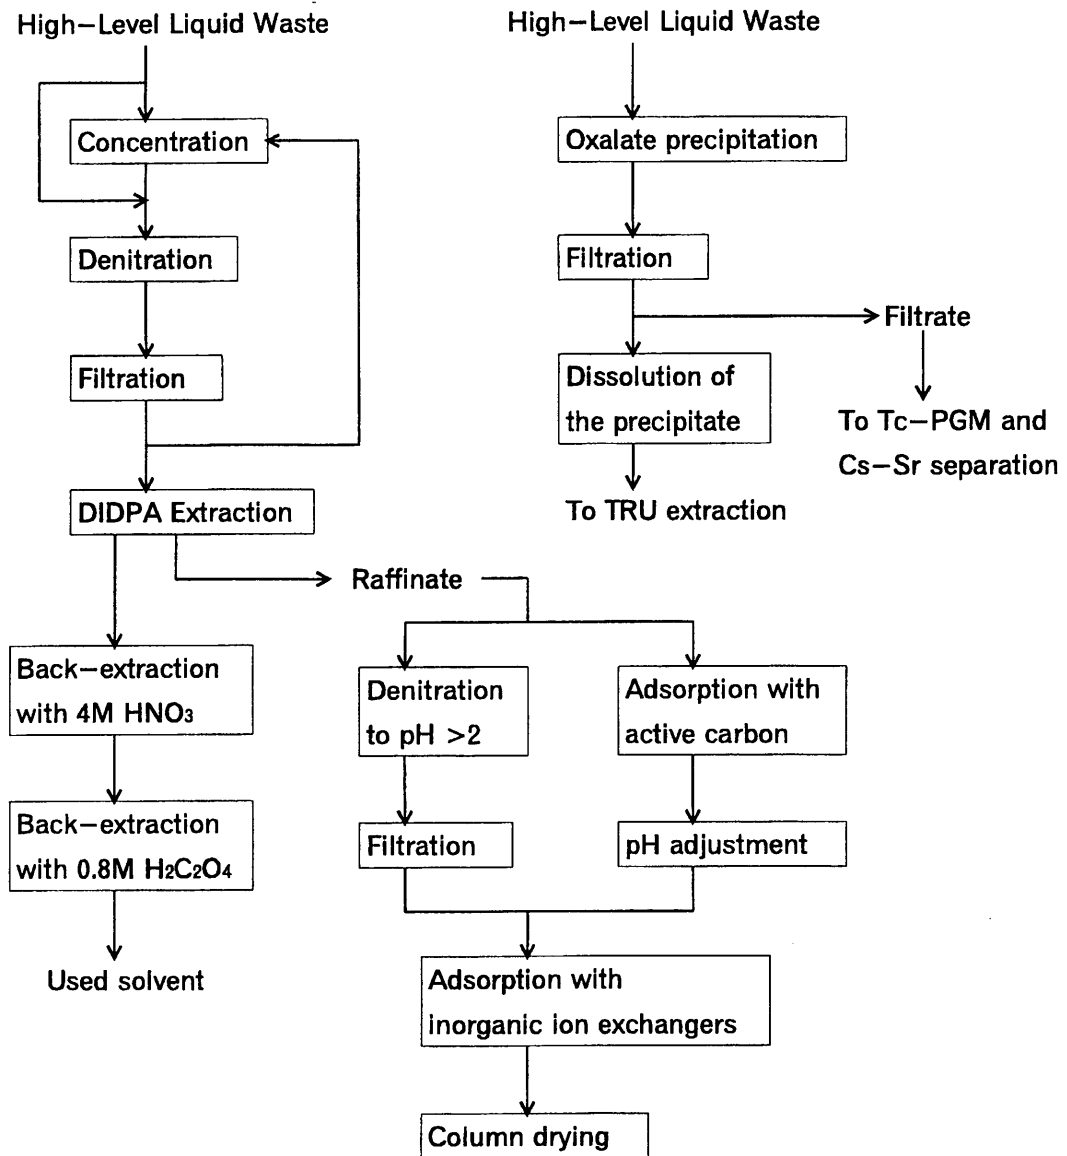 High-Level Liquid Waste
Concentration
Denitration
Filtration
DIDPA Extraction
Back-extraction
with 4M HNO3
Back-extraction
with 0.8M H2C2O4
Used solvent
Raffinate
Denitration
to pH >2
Filtration
Adsorption with
active carbon
pH adjustment
Adsorption with
inorganic ion exchangers
Column drying
High-Level Liquid Waste
Oxalate precipitation
Filtration
Filtrate
To Tc-PGM and
Cs-Sr separation
Dissolution of
the precipitate
To TRU extraction